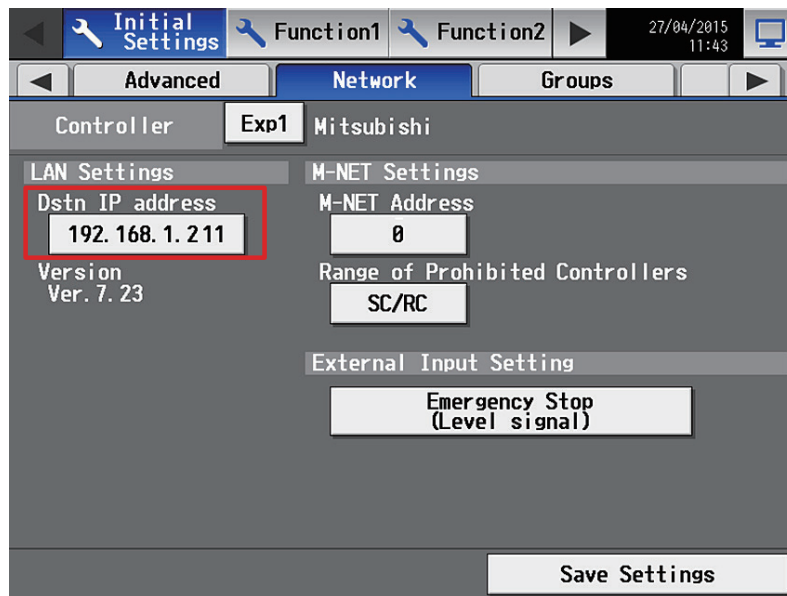 Initial Settings Function1 Function2 27/04/2015 11:43
Advanced Network Groups
Controller Exp1 Mitsubishi
LAN Settings
Dstn IP address
192.168.1.211
Version
Ver.7.23
M-NET Settings
M-NET Address
0
Range of Prohibited Controllers
SC/RC
External Input Setting
Emergency Stop
(Level signal)
Save Settings